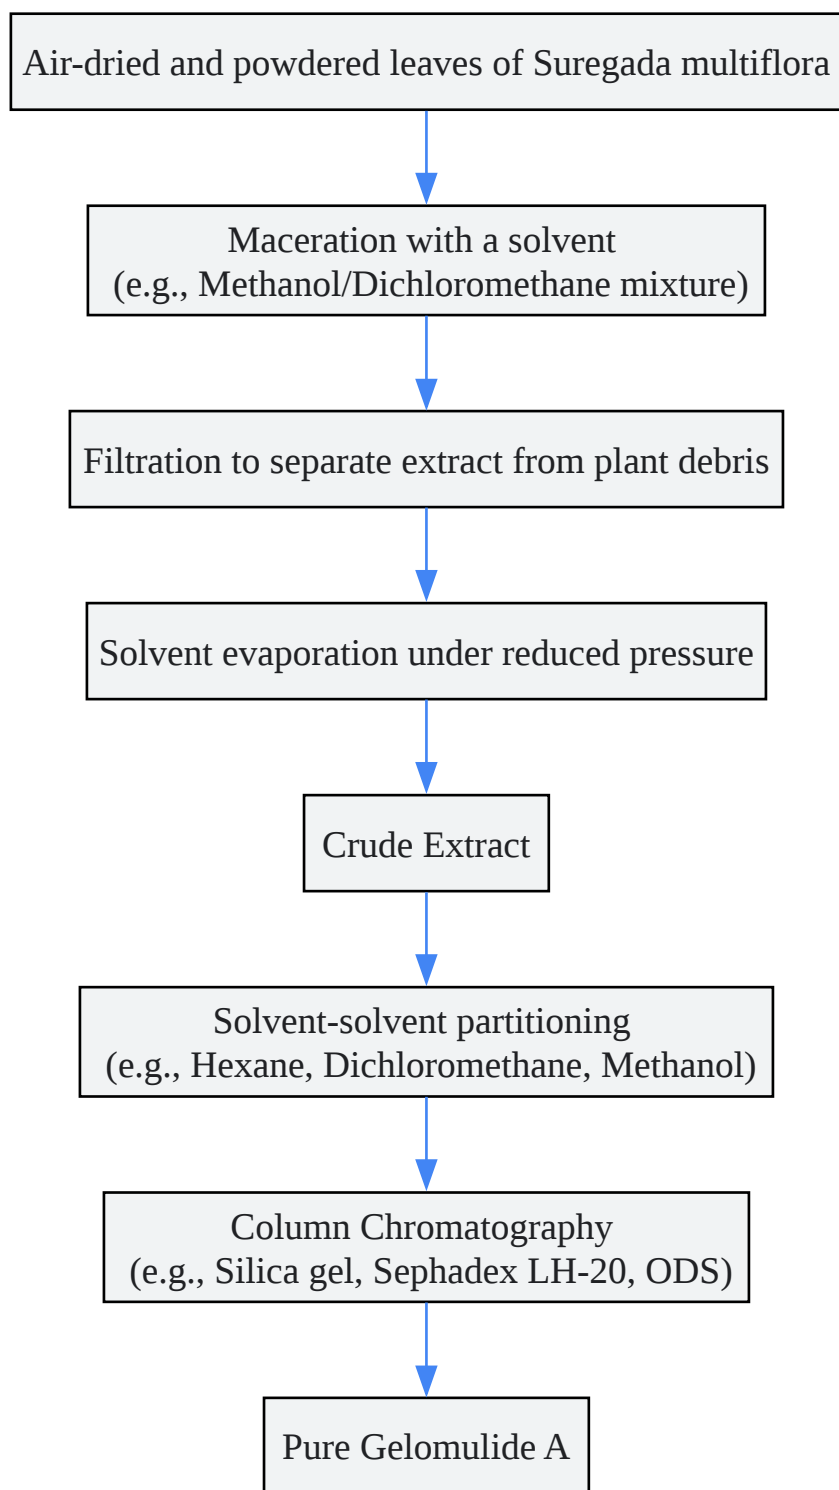 Air-dried and powdered leaves of Suregada multiflora
Maceration with a solvent
(e.g., Methanol/Dichloromethane mixture)
Filtration to separate extract from plant debris
Solvent evaporation under reduced pressure
Crude Extract
Solvent-solvent partitioning
(e.g., Hexane, Dichloromethane, Methanol)
Column Chromatography
(e.g., Silica gel, Sephadex LH-20, ODS)
Pure Gelomulide A